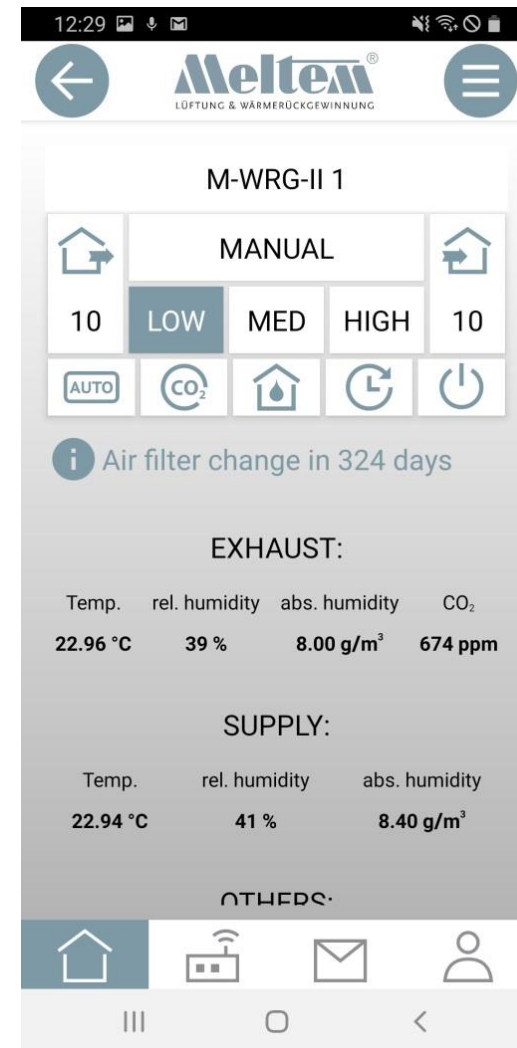 12:29
Meltem®
LÜFTUNG & WÄRMERÜCKGEWINNUNG
M-WRG-II 1
MANUAL
10 LOW MED HIGH 10
AUTO CO₂
i Air filter change in 324 days
EXHAUST:
Temp. rel. humidity abs. humidity CO₂
22.96 °C 39 % 8.00 g/m³ 674 ppm
SUPPLY:
Temp. rel. humidity abs. humidity
22.94 °C 41 % 8.40 g/m³
OTHERS: